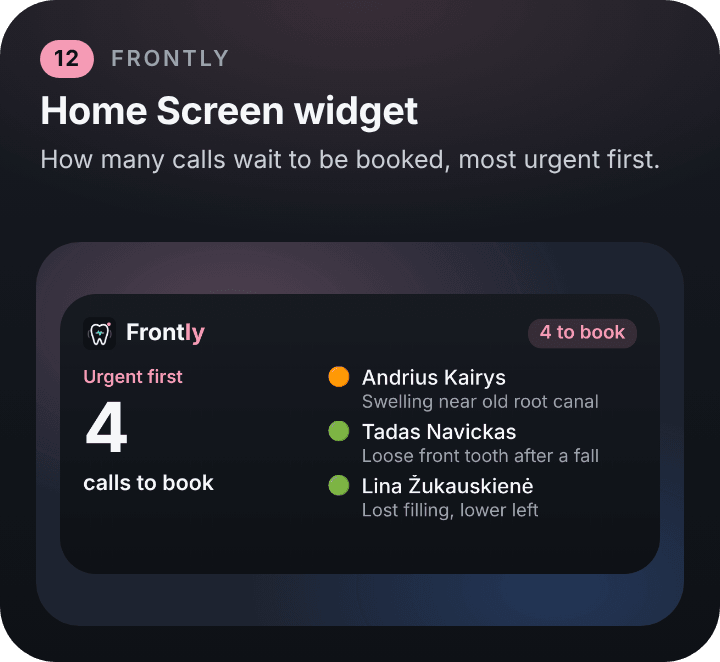 12 FRONTLY
Home Screen widget
How many calls wait to be booked, most urgent first.
Frontly
4 to book
Urgent first
4
calls to book
Andrius Kairys
Swelling near old root canal
Tadas Navickas
Loose front tooth after a fall
Lina Žukauskienė
Lost filling, lower left